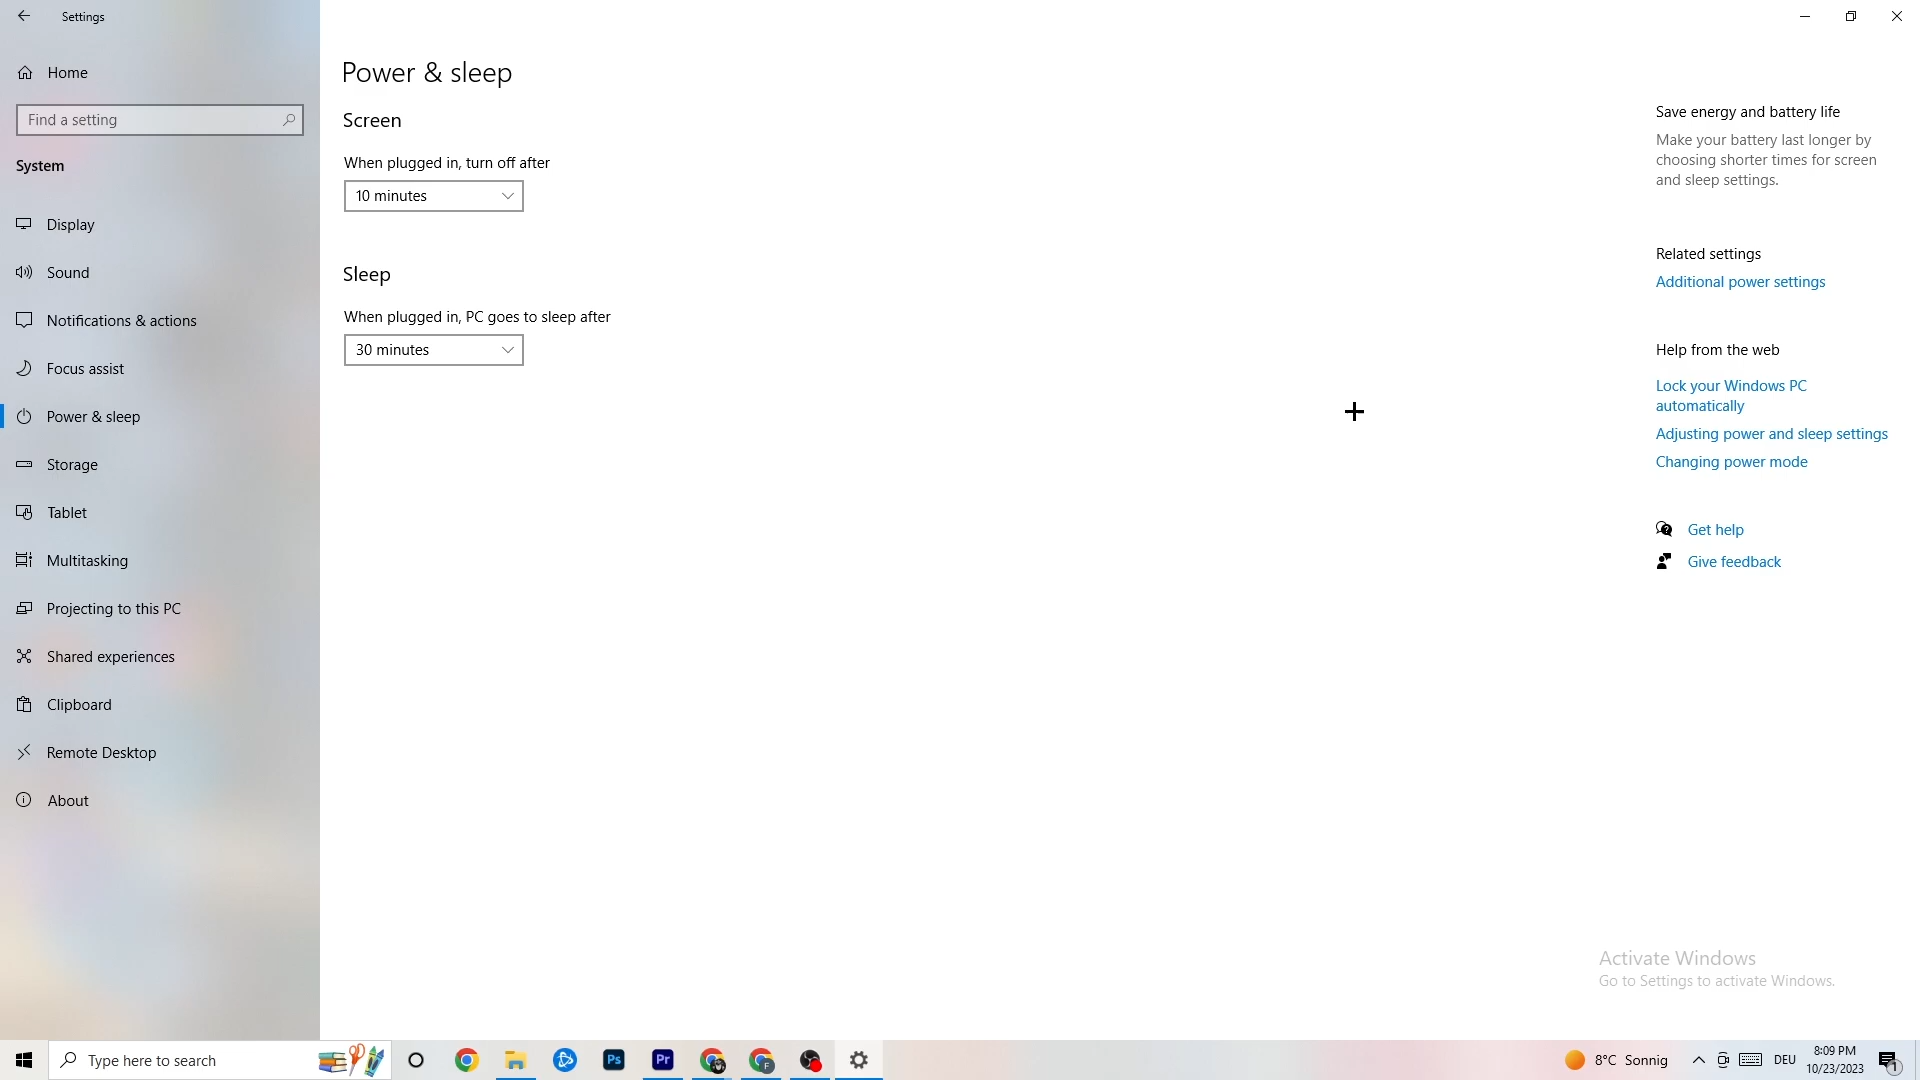 Settings
Home
Find a setting
System
Display
Sound
Notifications & actions
Focus assist
Power & sleep
Storage
Tablet
Multitasking
Projecting to this PC
Shared experiences
Clipboard
Remote Desktop
About
Power & sleep
Screen
When plugged in, turn off after
10 minutes
Sleep
When plugged in, PC goes to sleep after
30 minutes
Save energy and battery life
Make your battery last longer by
choosing shorter times for screen
and sleep settings.
Related settings
Additional power settings
Help from the web
Lock your Windows PC
automatically
Adjusting power and sleep settings
Changing power mode
Get help
Give feedback
Activate Windows
Go to Settings to activate Windows.
Type here to search
Ps
Pr
F
8°C Sonnig
DEU
8:09 PM
10/23/2023
1